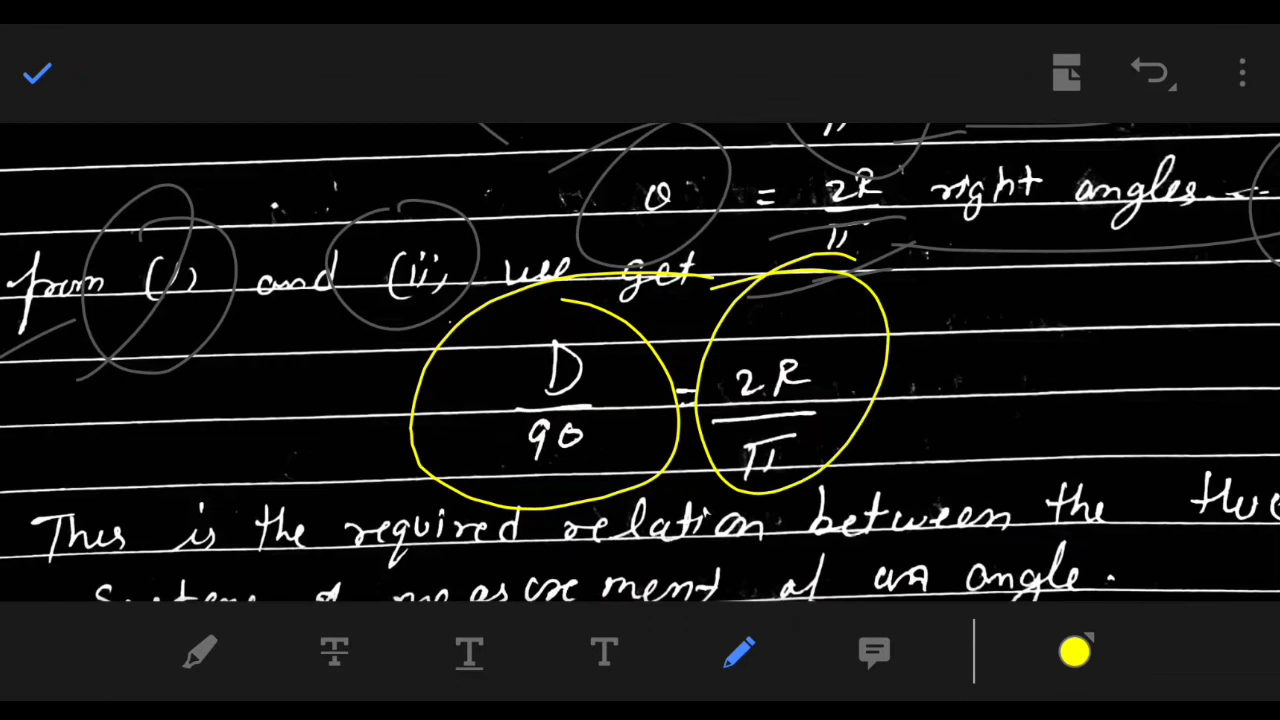 θ = 2R/π right angles.
from (i) and (ii) we get
D/90 = 2R/π
This is the required relation between the
system of measurement of an angle.